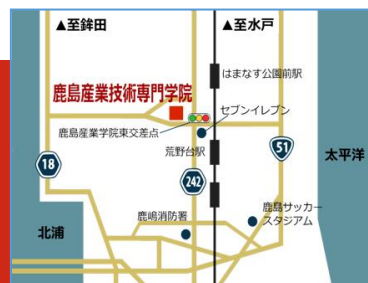 ▲至鉾田
▲至水戸
はまなす公園前駅
鹿島産業技術専門学院
セブンイレブン
鹿島産業学院東交差点
荒野台駅
51
太平洋
18
242
鹿島サッカー
スタジアム
鹿嶋消防署
北浦